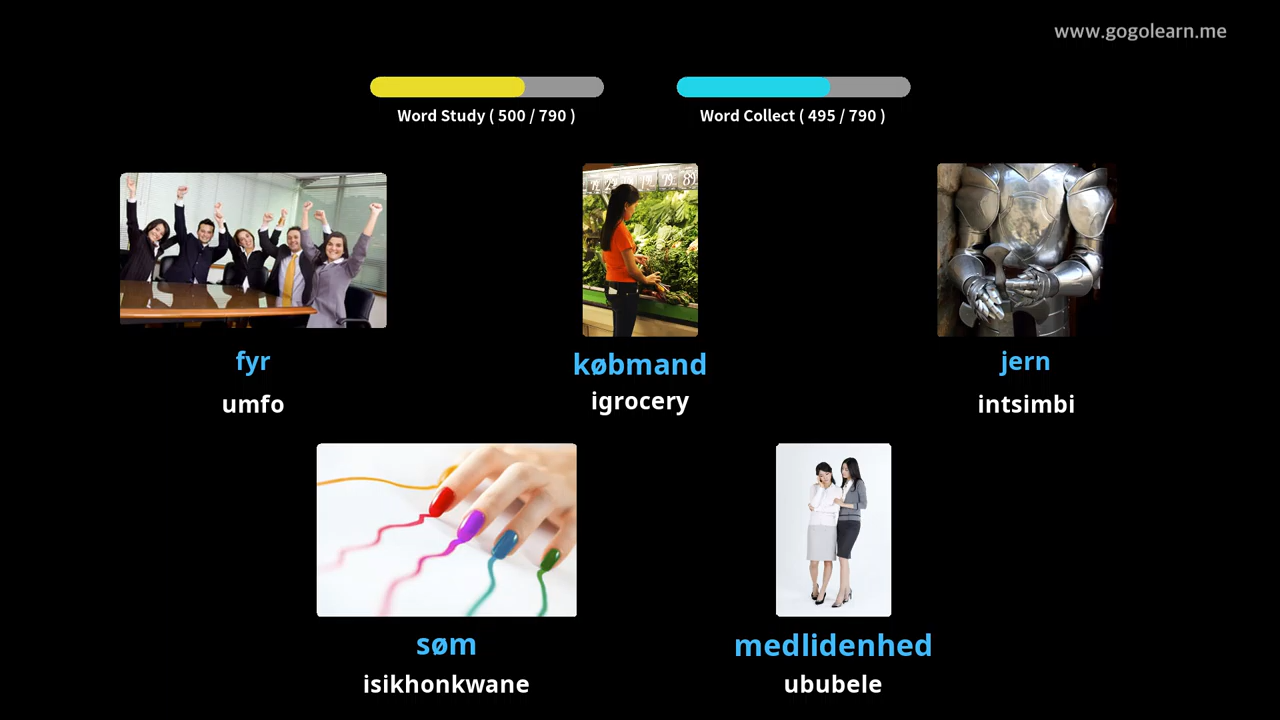 www.gogolearn.me
Word Study ( 500 / 790 )
Word Collect ( 495 / 790 )
fyr
umfo
købmand
igrocery
jern
intsimbi
søm
isikhonkwane
medlidenhed
ububele